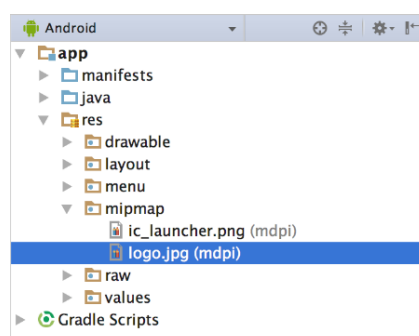 Android
app
manifests
java
res
drawable
layout
menu
mipmap
ic_launcher.png (mdpi)
logo.jpg (mdpi)
raw
values
Gradle Scripts